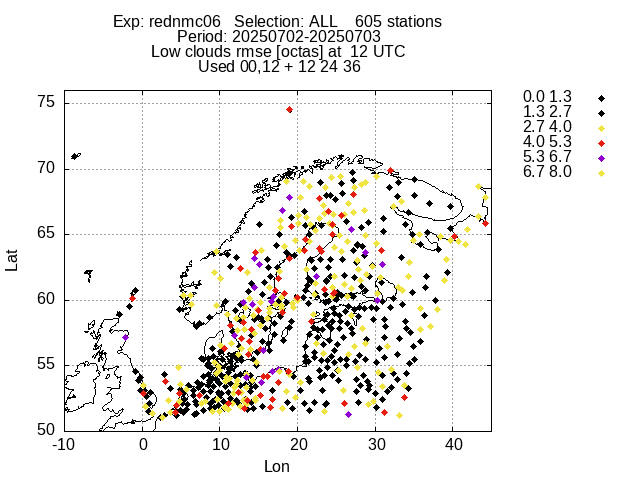 Exp: rednmc06 Selection: ALL 605 stations
Period: 20250702-20250703
Low clouds rmse [octas] at 12 UTC
Used 00,12 + 12 24 36
75
70
65
60
55
50
-10 0 10 20 30 40
Lat
Lon
0.0 1.3
1.3 2.7
2.7 4.0
4.0 5.3
5.3 6.7
6.7 8.0